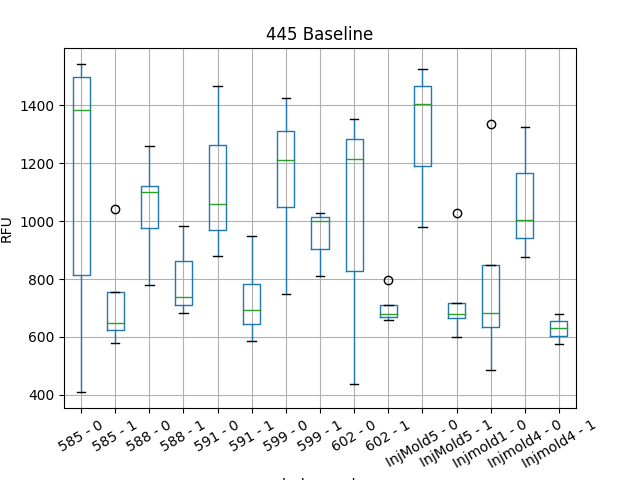 445 Baseline
RFU
1400
1200
1000
800
600
400
585 - 0
585 - 1
588 - 0
588 - 1
591 - 0
591 - 1
599 - 0
599 - 1
602 - 0
602 - 1
InjMold5 - 0
InjMold5 - 1
Injmold1 - 0
Injmold4 - 0
Injmold4 - 1